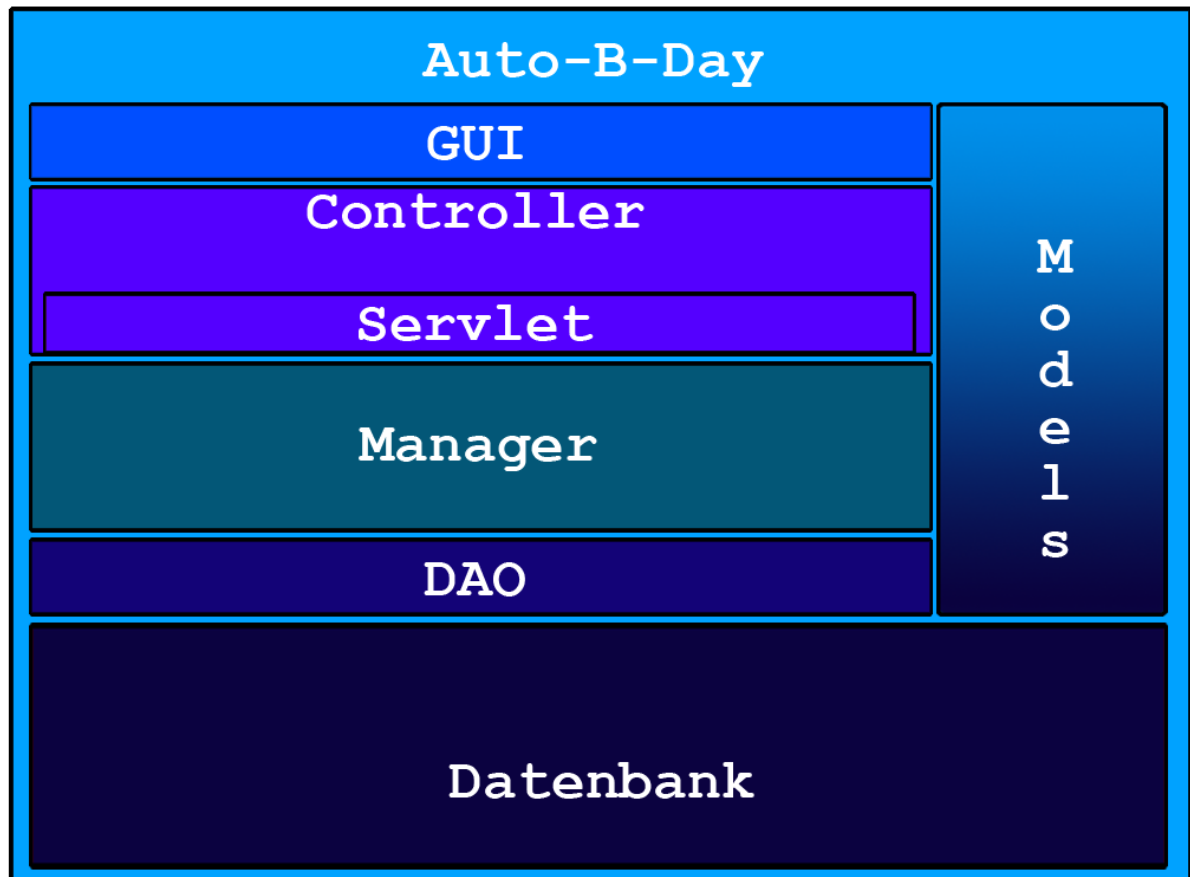 Auto-B-Day
GUI
Controller
Servlet
Manager
DAO
Models
Datenbank